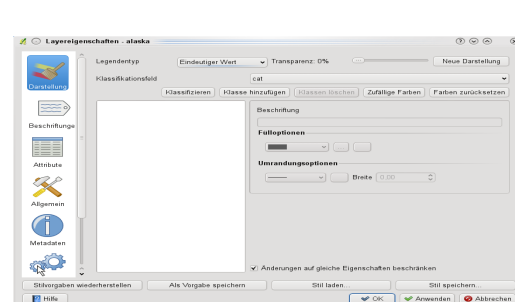 Layereigenschaften - alaska
Legendentyp Eindeutiger Wert Transparenz: 0% Neue Darstellung
Klassifikationsfeld cat
Klassifizieren Klasse hinzufügen Klassen löschen Zufällige Farben Farben zurücksetzen
Darstellung
Beschriftunge
Attribute
Allgemein
Metadaten
Beschriftung
Fülloptionen
Umrandungsoptionen
Breite 0.00
Änderungen auf gleiche Eigenschaften beschränken
Stilvorgaben wiederherstellen Als Vorgabe speichern Stil laden... Stil speichern...
Hilfe OK Anwenden Abbrechen